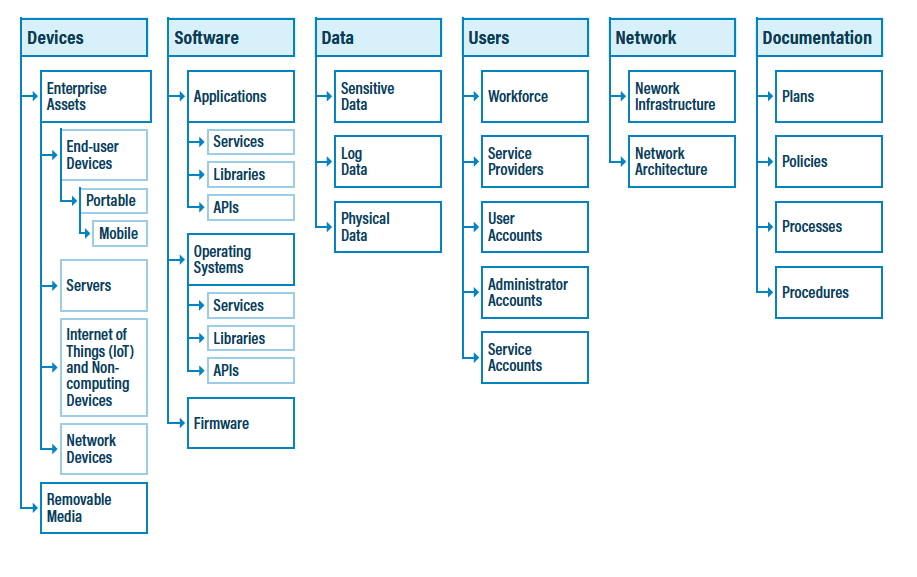 Devices
Enterprise
Assets
End-user
Devices
Portable
Mobile
Servers
Internet of
Things (IoT)
and Non-
computing
Devices
Network
Devices
Removable
Media
Software
Applications
Services
Libraries
APIs
Operating
Systems
Services
Libraries
APIs
Firmware
Data
Sensitive
Data
Log
Data
Physical
Data
Users
Workforce
Service
Providers
User
Accounts
Administrator
Accounts
Service
Accounts
Network
Nework
Infrastructure
Network
Architecture
Documentation
Plans
Policies
Processes
Procedures